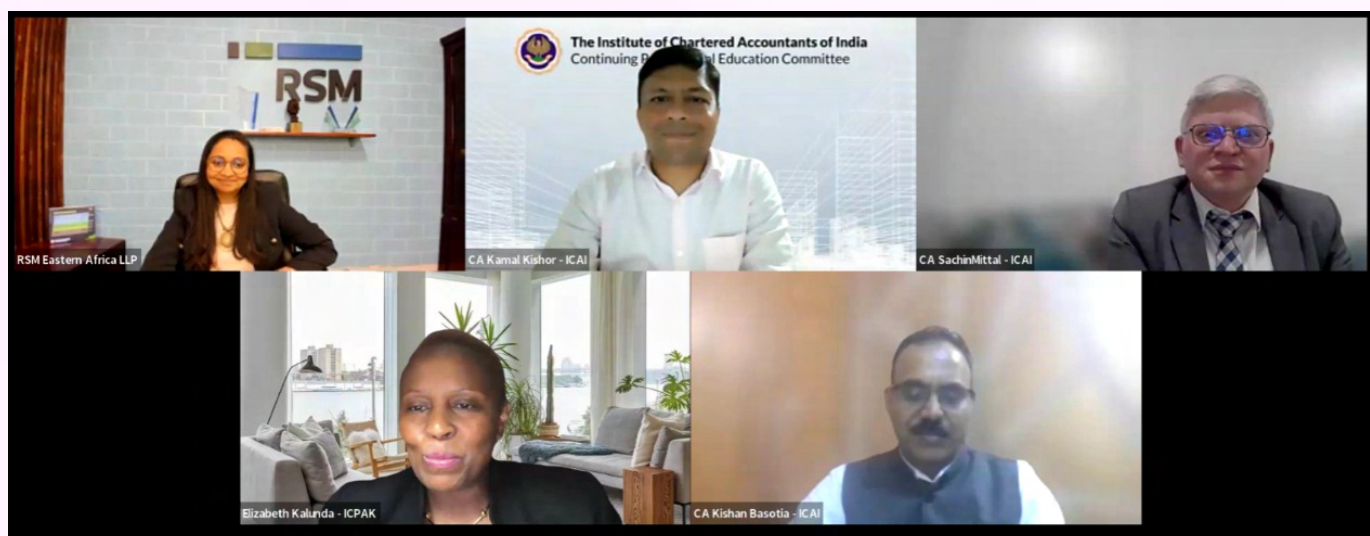 RSM
RSM Eastern Africa LLP
The Institute of Chartered Accountants of India
Continuing P al Education Committee
CA Kamal Kishor - ICAI
CA SachinMittal - ICAI
Elizabeth Kalunda - ICPAK
CA Kishan Basotia - ICAI